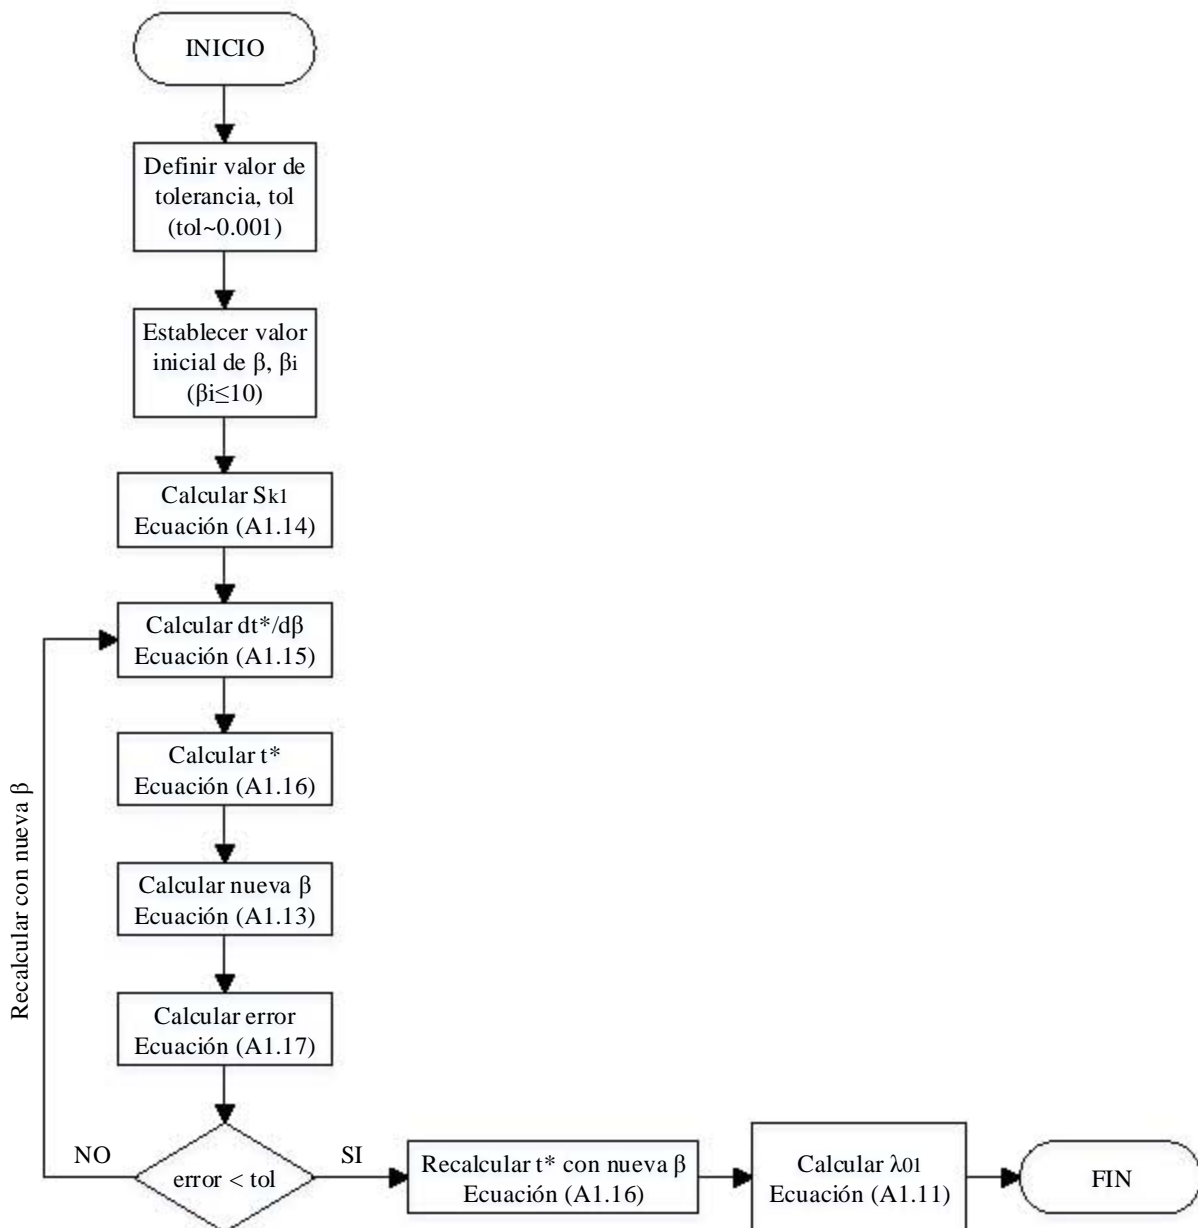 INICIO
Definir valor de
tolerancia, tol
(tol~0.001)
Establecer valor
inicial de β, βi
(βi≤10)
Calcular Sk1
Ecuación (A1.14)
Calcular dt*/dβ
Ecuación (A1.15)
Calcular t*
Ecuación (A1.16)
Calcular nueva β
Ecuación (A1.13)
Calcular error
Ecuación (A1.17)
Recalcular con nueva β
NO
error < tol
SI
Recalcular t* con nueva β
Ecuación (A1.16)
Calcular λ01
Ecuación (A1.11)
FIN